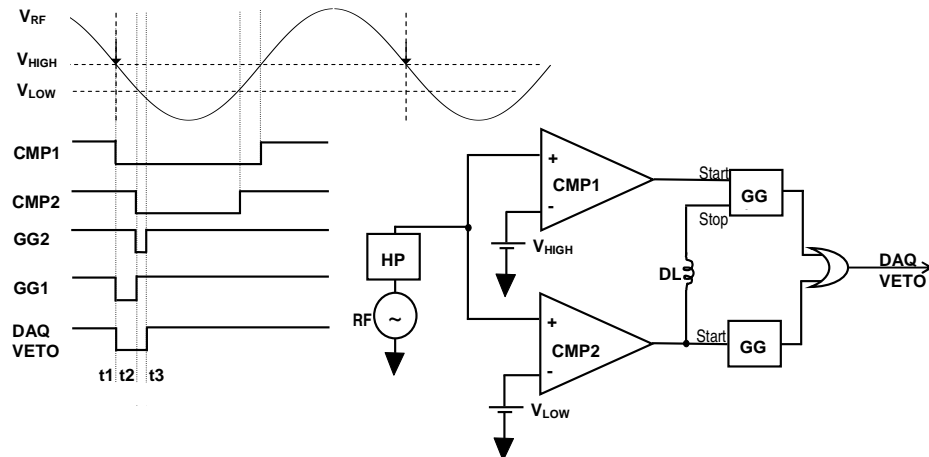 VRF
VHIGH
VLOW
CMP1
CMP2
GG2
GG1
DAQ
VETO
t1 t2 t3
HP
RF
~
+
CMP1
-
VHIGH
+
CMP2
-
VLOW
DL
Start
GG
Stop
Start
GG
DAQ
VETO